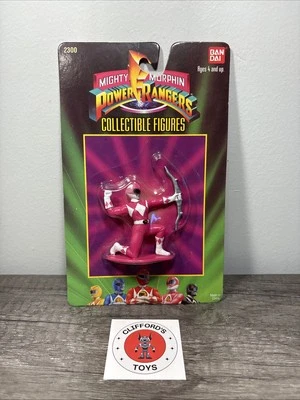 2300
MIGHTY MORPHIN
POWER RANGERS
COLLECTIBLE FIGURES
BAN
DAI
Ages 4 and up
CLIFFORD'S
TOYS